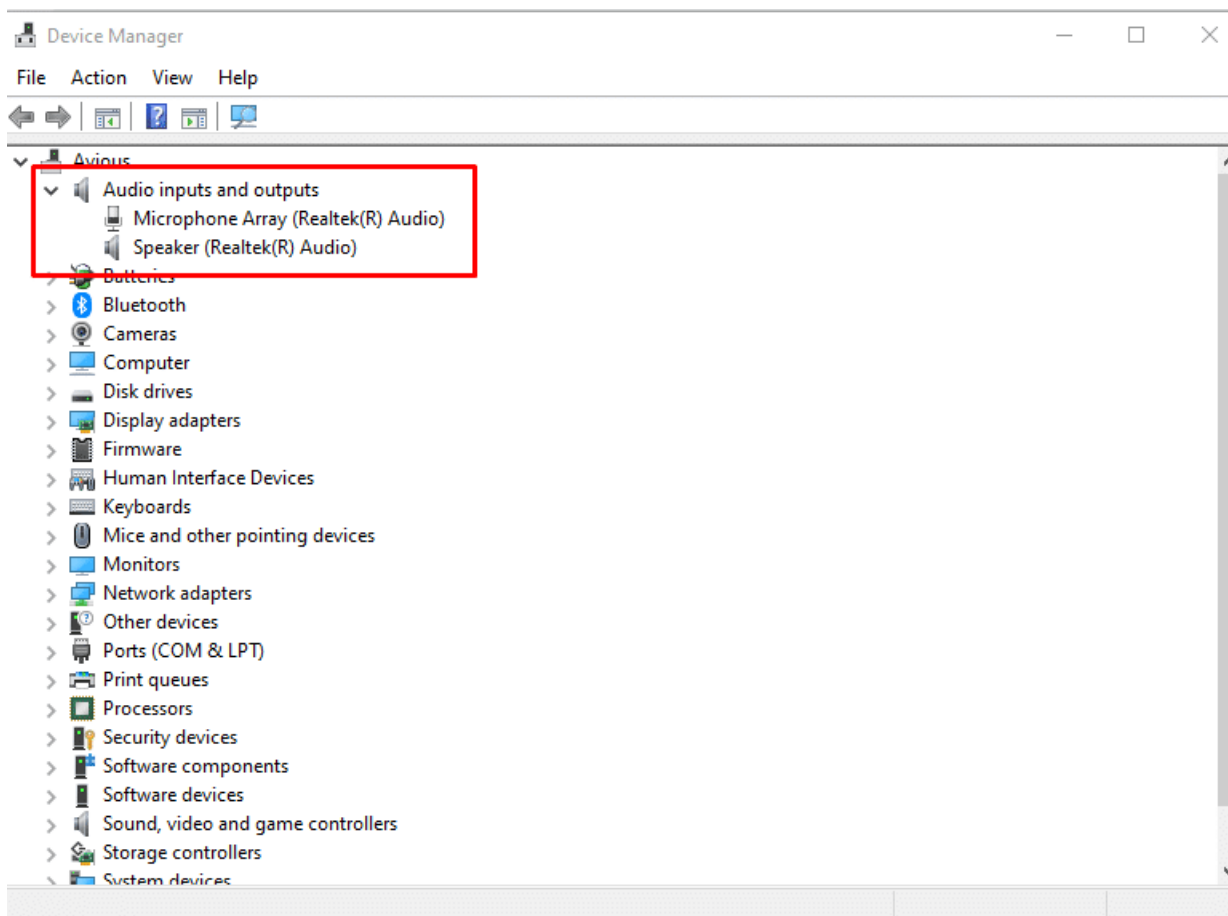 Device Manager
File Action View Help
Avious
Audio inputs and outputs
Microphone Array (Realtek(R) Audio)
Speaker (Realtek(R) Audio)
Batteries
Bluetooth
Cameras
Computer
Disk drives
Display adapters
Firmware
Human Interface Devices
Keyboards
Mice and other pointing devices
Monitors
Network adapters
Other devices
Ports (COM & LPT)
Print queues
Processors
Security devices
Software components
Software devices
Sound, video and game controllers
Storage controllers
System devices